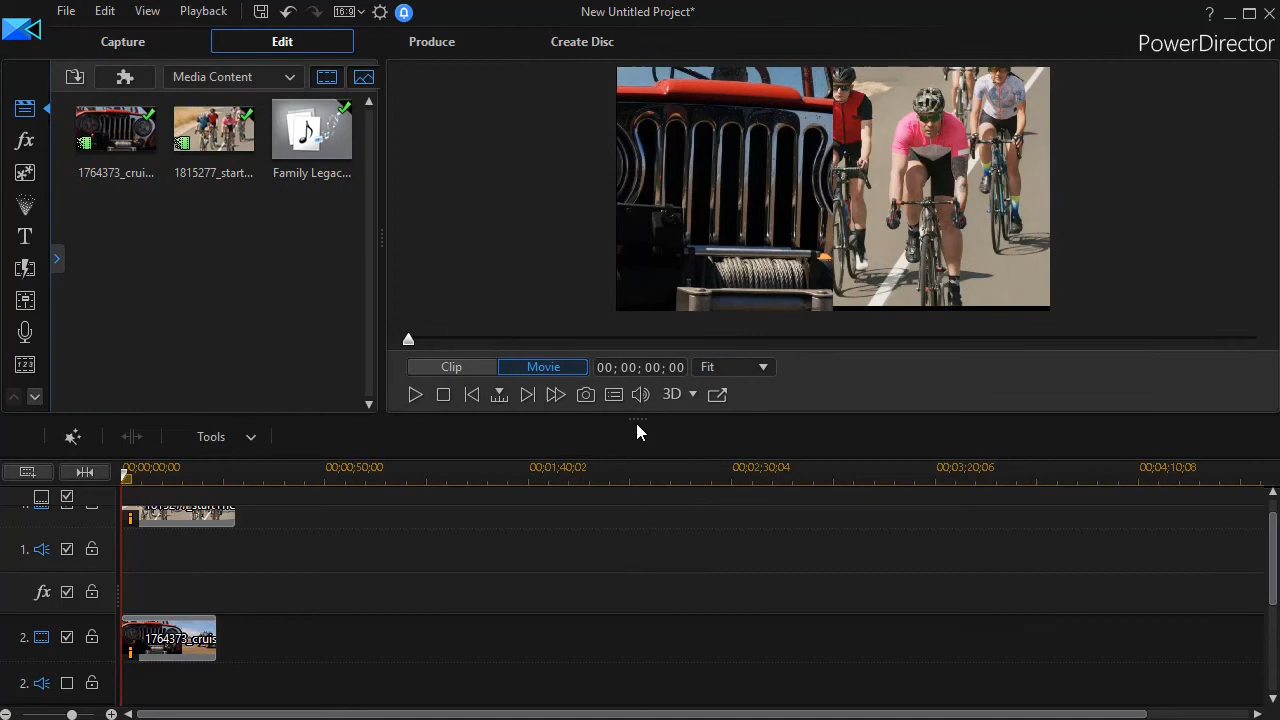 File Edit View Playback
16:9
New Untitled Project*
?
Capture Edit Produce Create Disc
PowerDirector
Media Content
fx
T
1764373_crui... 1815277_start... Family Legac...
Clip Movie 00; 00; 00; 00 Fit
3D
Tools
00;00;00;00 00;00;50;00 00;01;40;02 00;02;30;04 00;03;20;06 00;04;10;08
1.
fx
2. 1764373_cruis
2.